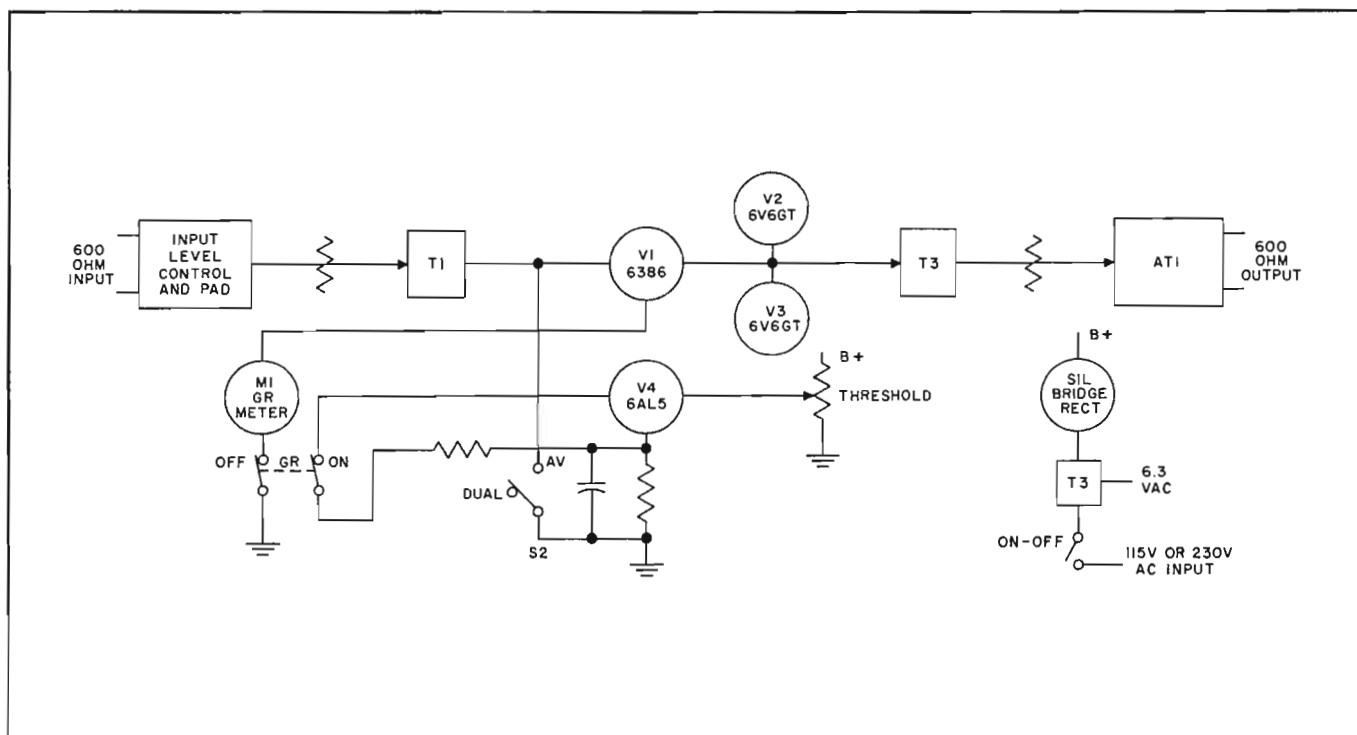 600
OHM
INPUT
INPUT
LEVEL
CONTROL
AND PAD
T1
V1
6386
V2
6V6GT
V3
6V6GT
T3
AT1
600
OHM
OUTPUT
M1
GR
METER
OFF
GR
ON
V4
6AL5
B+
THRESHOLD
AV
DUAL
S2
B+
SIL
BRIDGE
RECT
T3
6.3
VAC
ON-OFF
115V OR 230V
AC INPUT